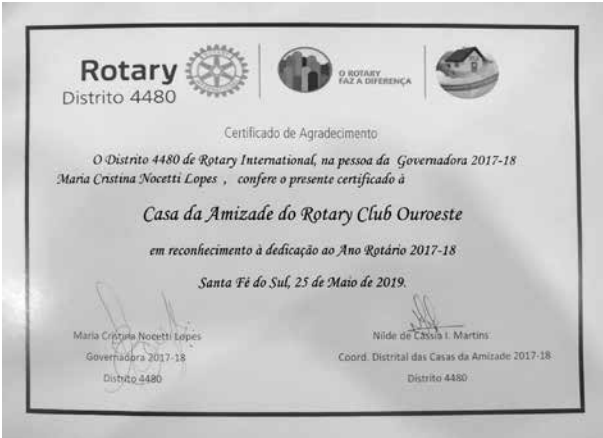 Rotary
Distrito 4480
O ROTARY
FAZ A DIFERENÇA
Certificado de Agradecimento
O Distrito 4480 de Rotary International, na pessoa da Governadora 2017-18
Maria Cristina Nocetti Lopes , confere o presente certificado à
Casa da Amizade do Rotary Club Ouroeste
em reconhecimento à dedicação ao Ano Rotário 2017-18
Santa Fé do Sul, 25 de Maio de 2019.
Maria Cristina Nocetti Lopes
Governadora 2017-18
Distrito 4480
Nilde de Cássia I. Martins
Coord. Distrital das Casas da Amizade 2017-18
Distrito 4480